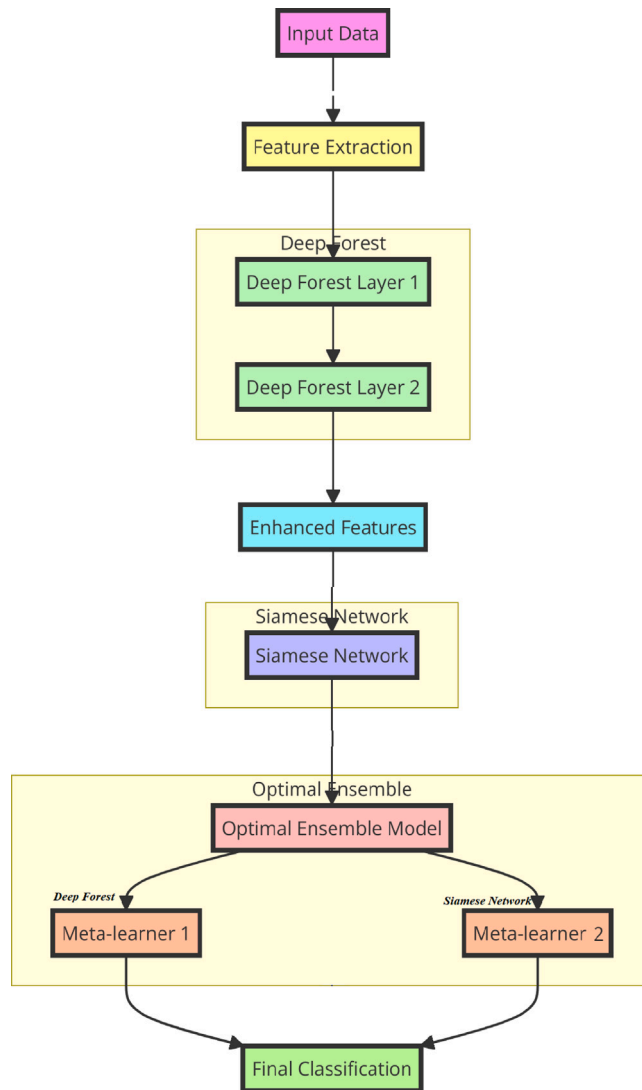 Input Data
Feature Extraction
Deep Forest
Deep Forest Layer 1
Deep Forest Layer 2
Enhanced Features
Siamese Network
Siamese Network
Optimal Ensemble
Optimal Ensemble Model
Deep Forest
Siamese Network
Meta-learner 1
Meta-learner 2
Final Classification